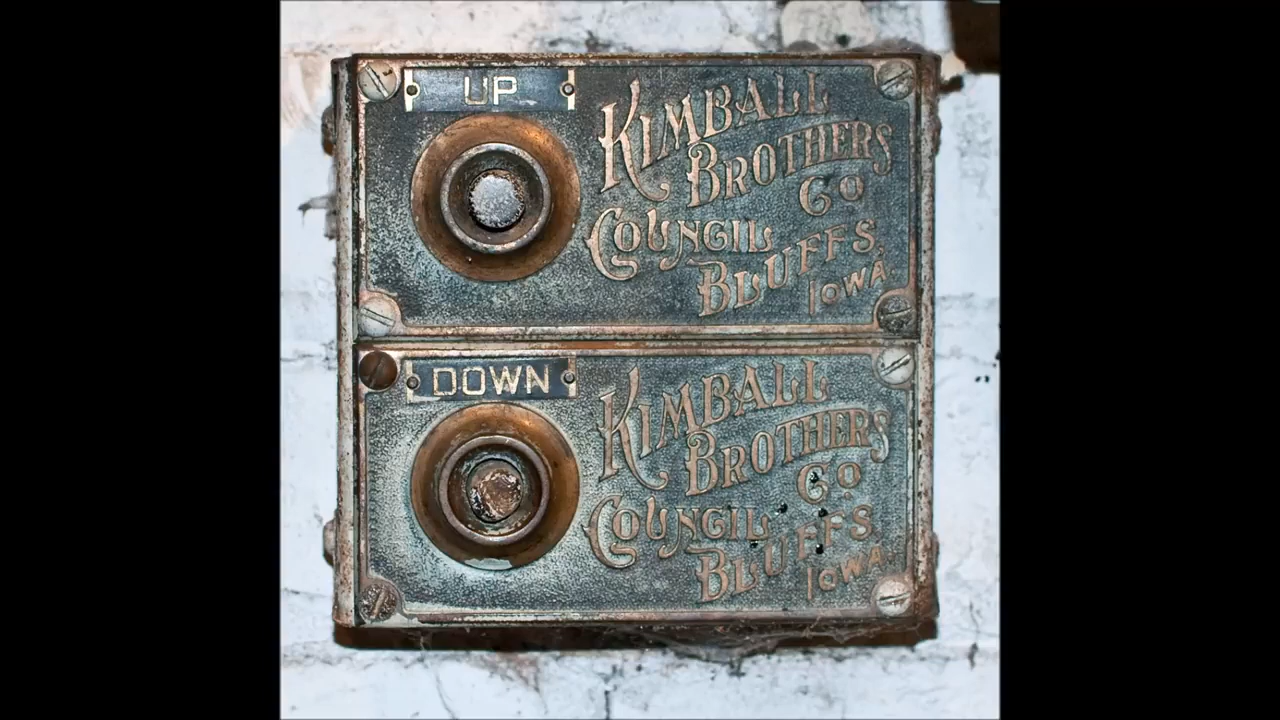 UP
KIMBALL
BROTHERS
CO
COUNCIL
BLUFFS,
IOWA.
DOWN
KIMBALL
BROTHERS
CO
COUNCIL
BLUFFS.
IOWA.